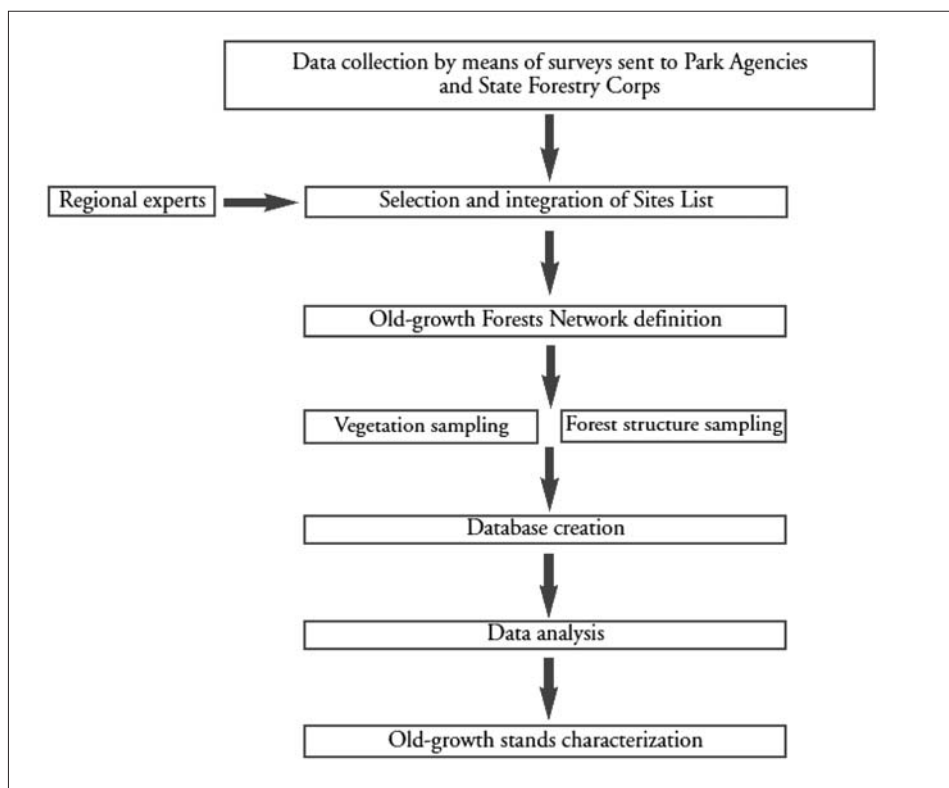 Data collection by means of surveys sent to Park Agencies
and State Forestry Corps
Regional experts
Selection and integration of Sites List
Old-growth Forests Network definition
Vegetation sampling
Forest structure sampling
Database creation
Data analysis
Old-growth stands characterization